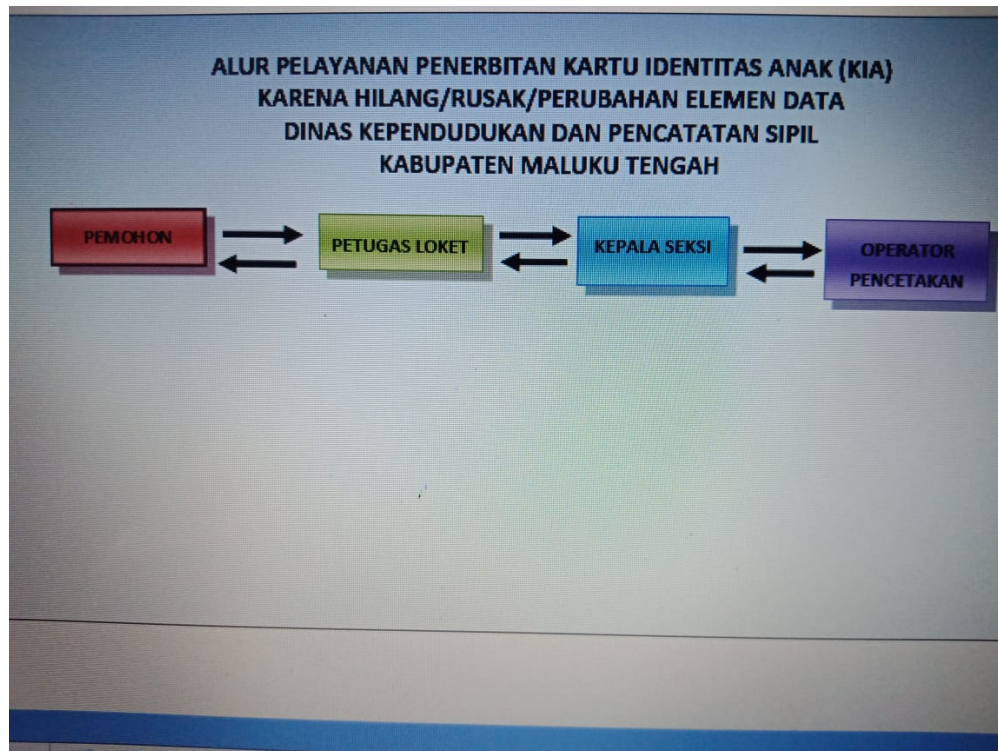 ALUR PELAYANAN PENERBITAN KARTU IDENTITAS ANAK (KIA)
KARENA HILANG/RUSAK/PERUBAHAN ELEMEN DATA
DINAS KEPENDUDUKAN DAN PENCATATAN SIPIL
KABUPATEN MALUKU TENGAH
PEMOHON
PETUGAS LOKET
KEPALA SEKSI
OPERATOR
PENCETAKAN